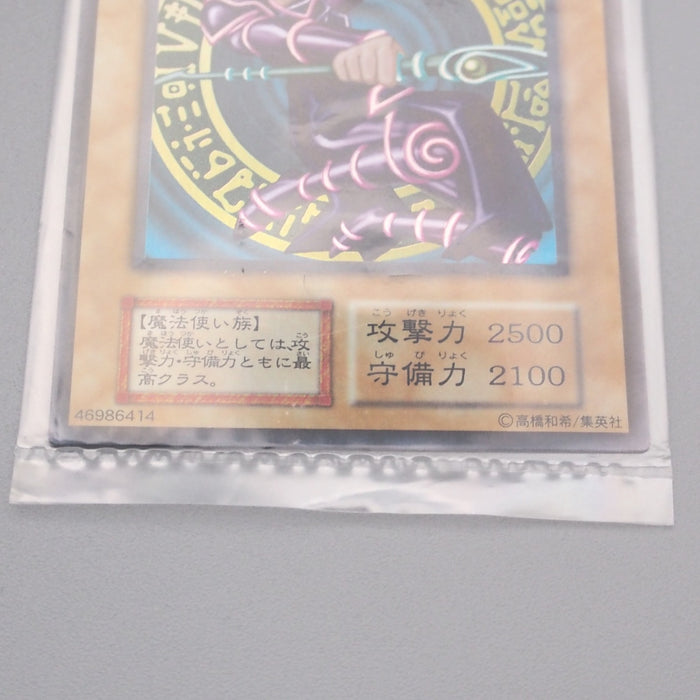 【魔法使い族】
魔法使いとしては、攻
撃力・守備力ともに最
高クラス。
攻撃力 2500
守備力 2100
46986414
©高橋和希/集英社